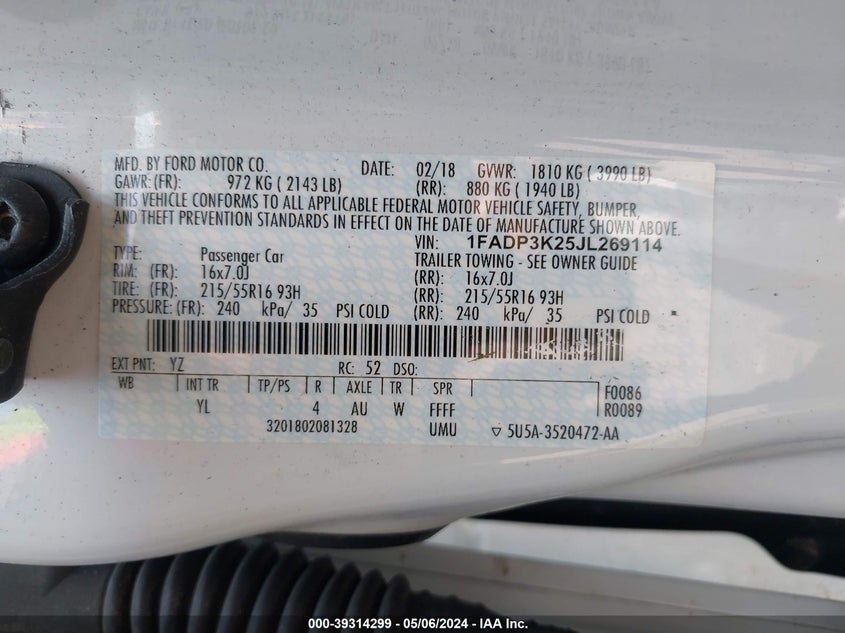 MFD. BY FORD MOTOR CO. DATE: 02/18 GVWR: 1810 KG ( 3990 LB)
GAWR: (FR): 972 KG ( 2143 LB) (RR): 880 KG ( 1940 LB)
THIS VEHICLE CONFORMS TO ALL APPLICABLE FEDERAL MOTOR VEHICLE SAFETY, BUMPER,
AND THEFT PREVENTION STANDARDS IN EFFECT ON THE DATE OF MANUFACTURE SHOWN ABOVE.
VIN: 1FADP3K25JL269114
TYPE: Passenger Car TRAILER TOWING - SEE OWNER GUIDE
RIM: (FR): 16x7.0J (RR): 16x7.0J
TIRE: (FR): 215/55R16 93H (RR): 215/55R16 93H
PRESSURE: (FR): 240 kPa/ 35 PSI COLD (RR): 240 kPa/ 35 PSI COLD
EXT PNT: YZ RC: 52 DSO:
WB INT TR TP/PS R AXLE TR SPR F0086
YL 4 AU W FFFF R0089
3201802081328 UMU ▽ 5U5A-3520472-AA
000-39314299 - 05/06/2024 - IAA Inc.